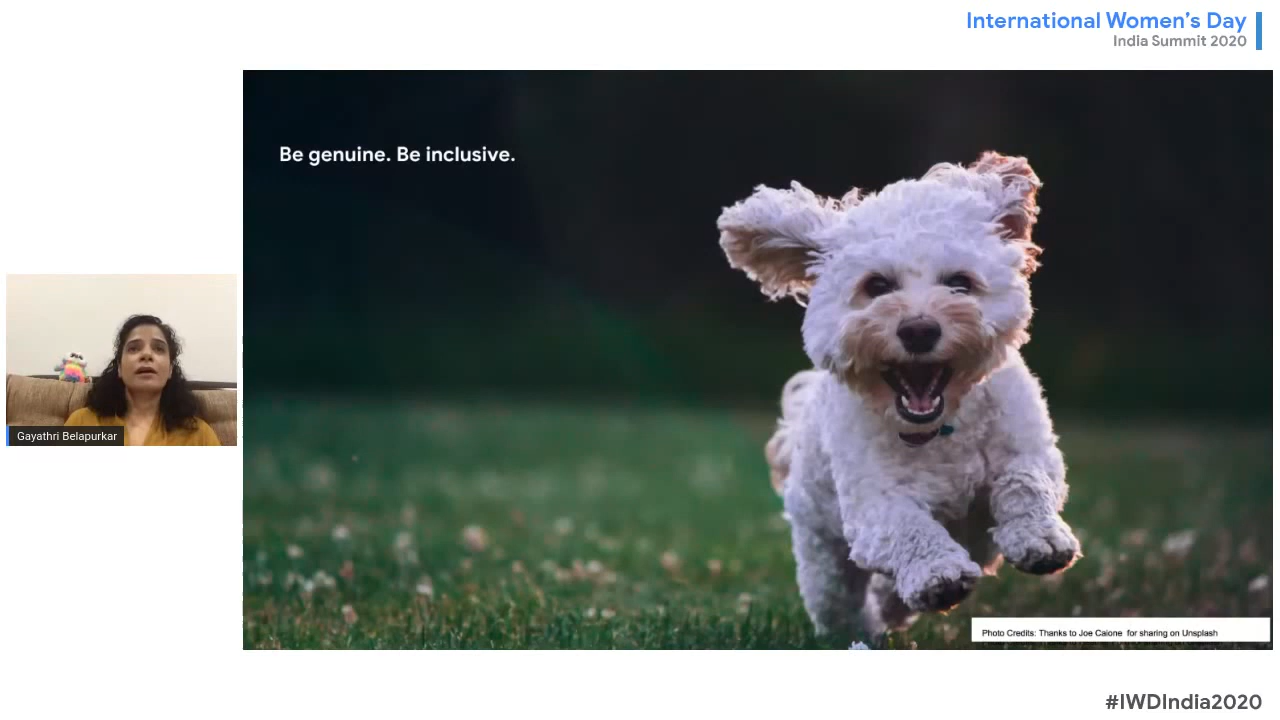 International Women’s Day
India Summit 2020
Be genuine. Be inclusive.
Gayathri Belapurkar
Photo Credits: Thanks to Joe Caione for sharing on Unsplash
#IWDIndia2020